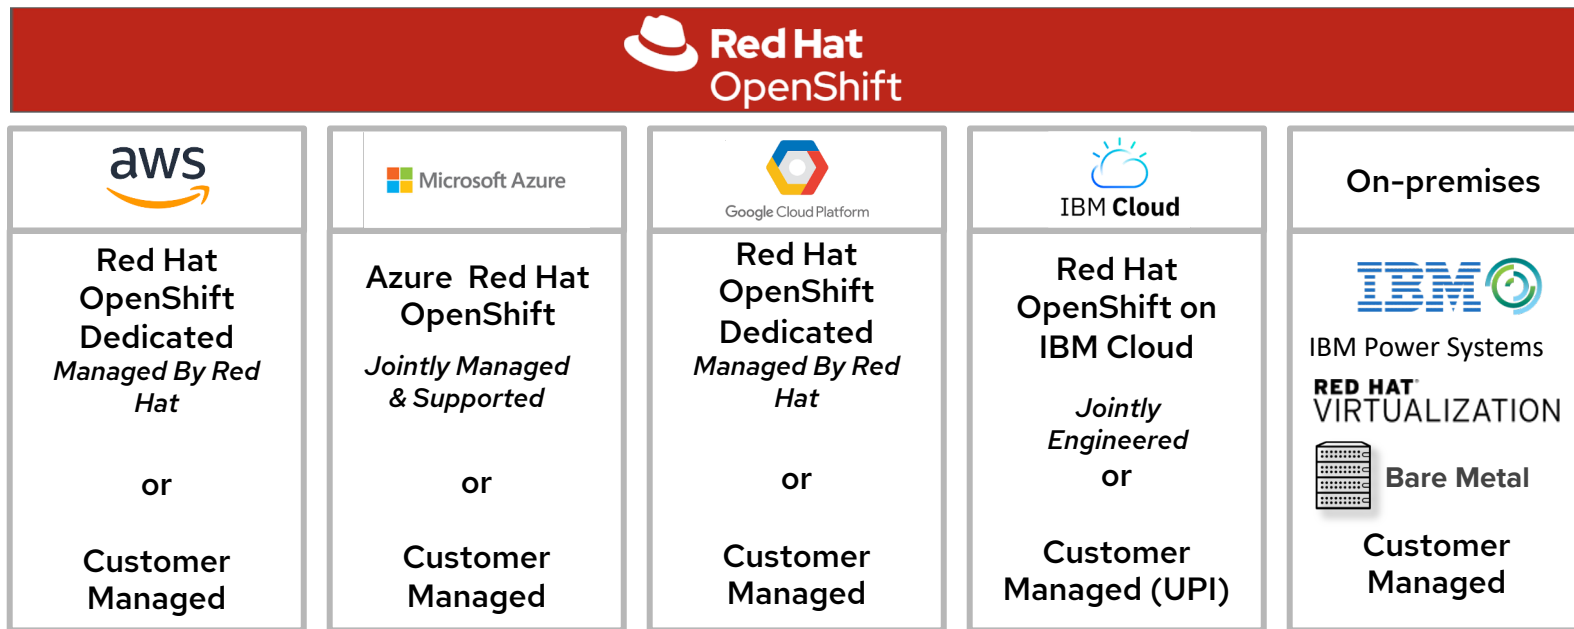 Red Hat
OpenShift
aws
Microsoft Azure
Google Cloud Platform
IBM Cloud
On-premises
Red Hat
OpenShift
Dedicated
Managed By Red
Hat
or
Customer
Managed
Azure Red Hat
OpenShift
Jointly Managed
& Supported
or
Customer
Managed
Red Hat
OpenShift
Dedicated
Managed By Red
Hat
or
Customer
Managed
Red Hat
OpenShift on
IBM Cloud
Jointly
Engineered
or
Customer
Managed (UPI)
IBM
IBM Power Systems
RED HAT®
VIRTUALIZATION
Bare Metal
Customer
Managed